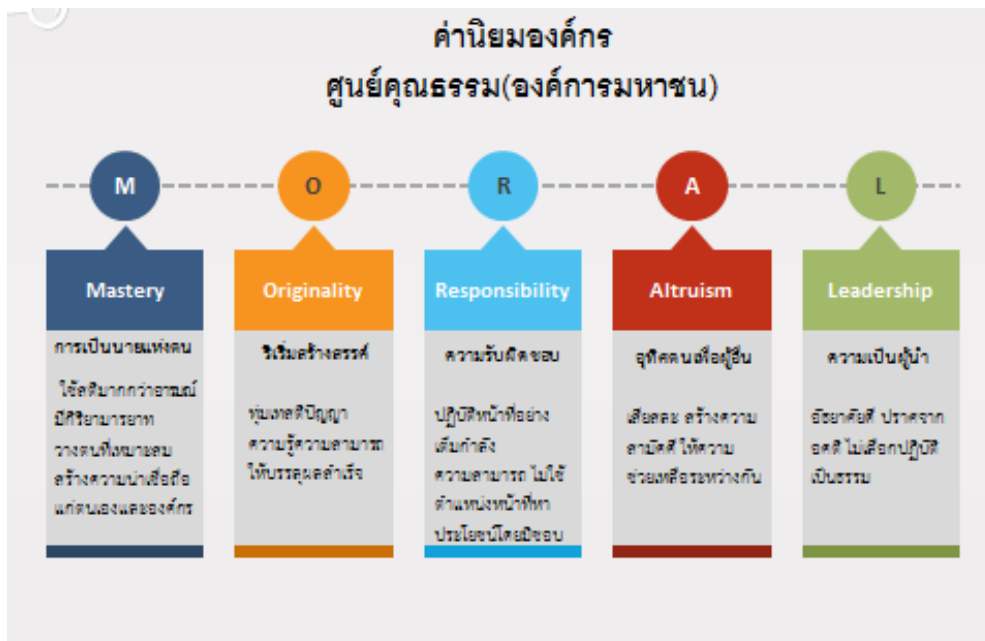 ค่านิยมองค์กร
ศูนย์คุณธรรม(องค์การมหาชน)
M
O
R
A
L
Mastery
Originality
Responsibility
Altruism
Leadership
การเป็นนายแห่งตน
ใช้สติมากกว่าอารมณ์
มีกิริยามารยาท
วางตนที่เหมาะสม
สร้างความน่าเชื่อถือ
แก่ตนเองและองค์กร
ริเริ่มสร้างสรรค์
ทุ่มเทสติปัญญา
ความรู้ความสามารถ
ให้บรรลุผลสำเร็จ
ความรับผิดชอบ
ปฏิบัติหน้าที่อย่าง
เต็มกำลัง
ความสามารถ ไม่ใช้
ตำแหน่งหน้าที่หา
ประโยชน์โดยมิชอบ
อุทิศตนเพื่อผู้อื่น
เสียสละ สร้างความ
สามัคคี ให้ความ
ช่วยเหลือระหว่างกัน
ความเป็นผู้นำ
อัธยาศัยดี ปราศจาก
อคติ ไม่เลือกปฏิบัติ
เป็นธรรม